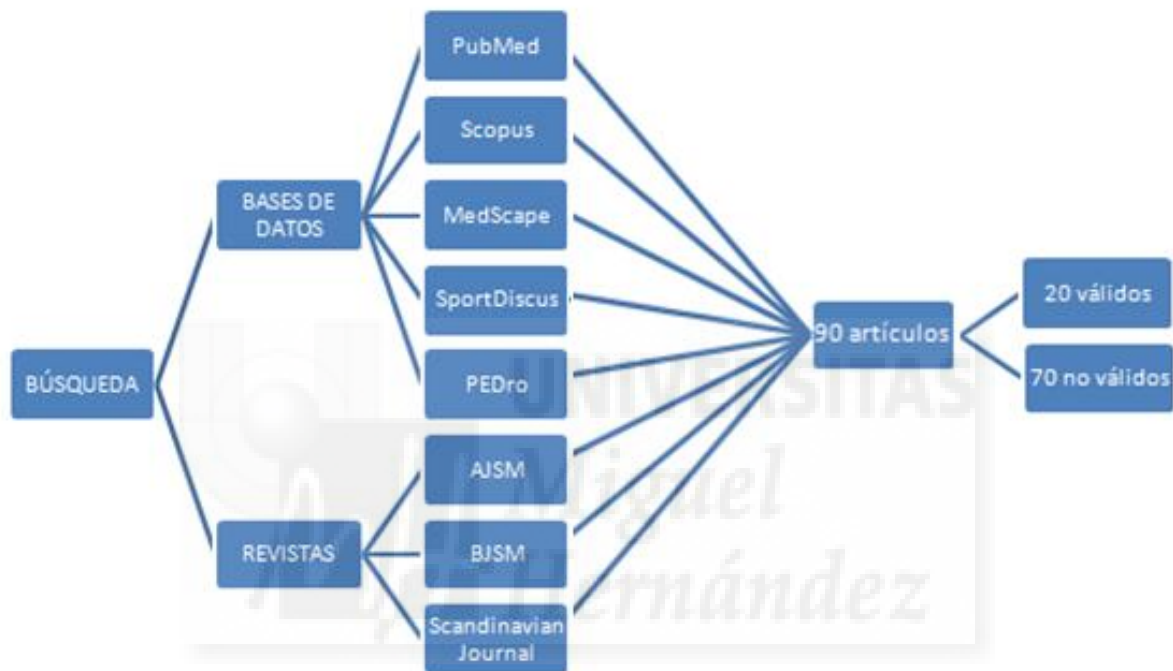 PubMed
Scopus
BASES DE
DATOS
MedScape
SportDiscus
20 válidos
90 artículos
BÚSQUEDA
PEDro
70 no válidos
UNIVERSITAS
Miguel
Hernández
AJSM
REVISTAS
BJSM
Scandinavian
Journal